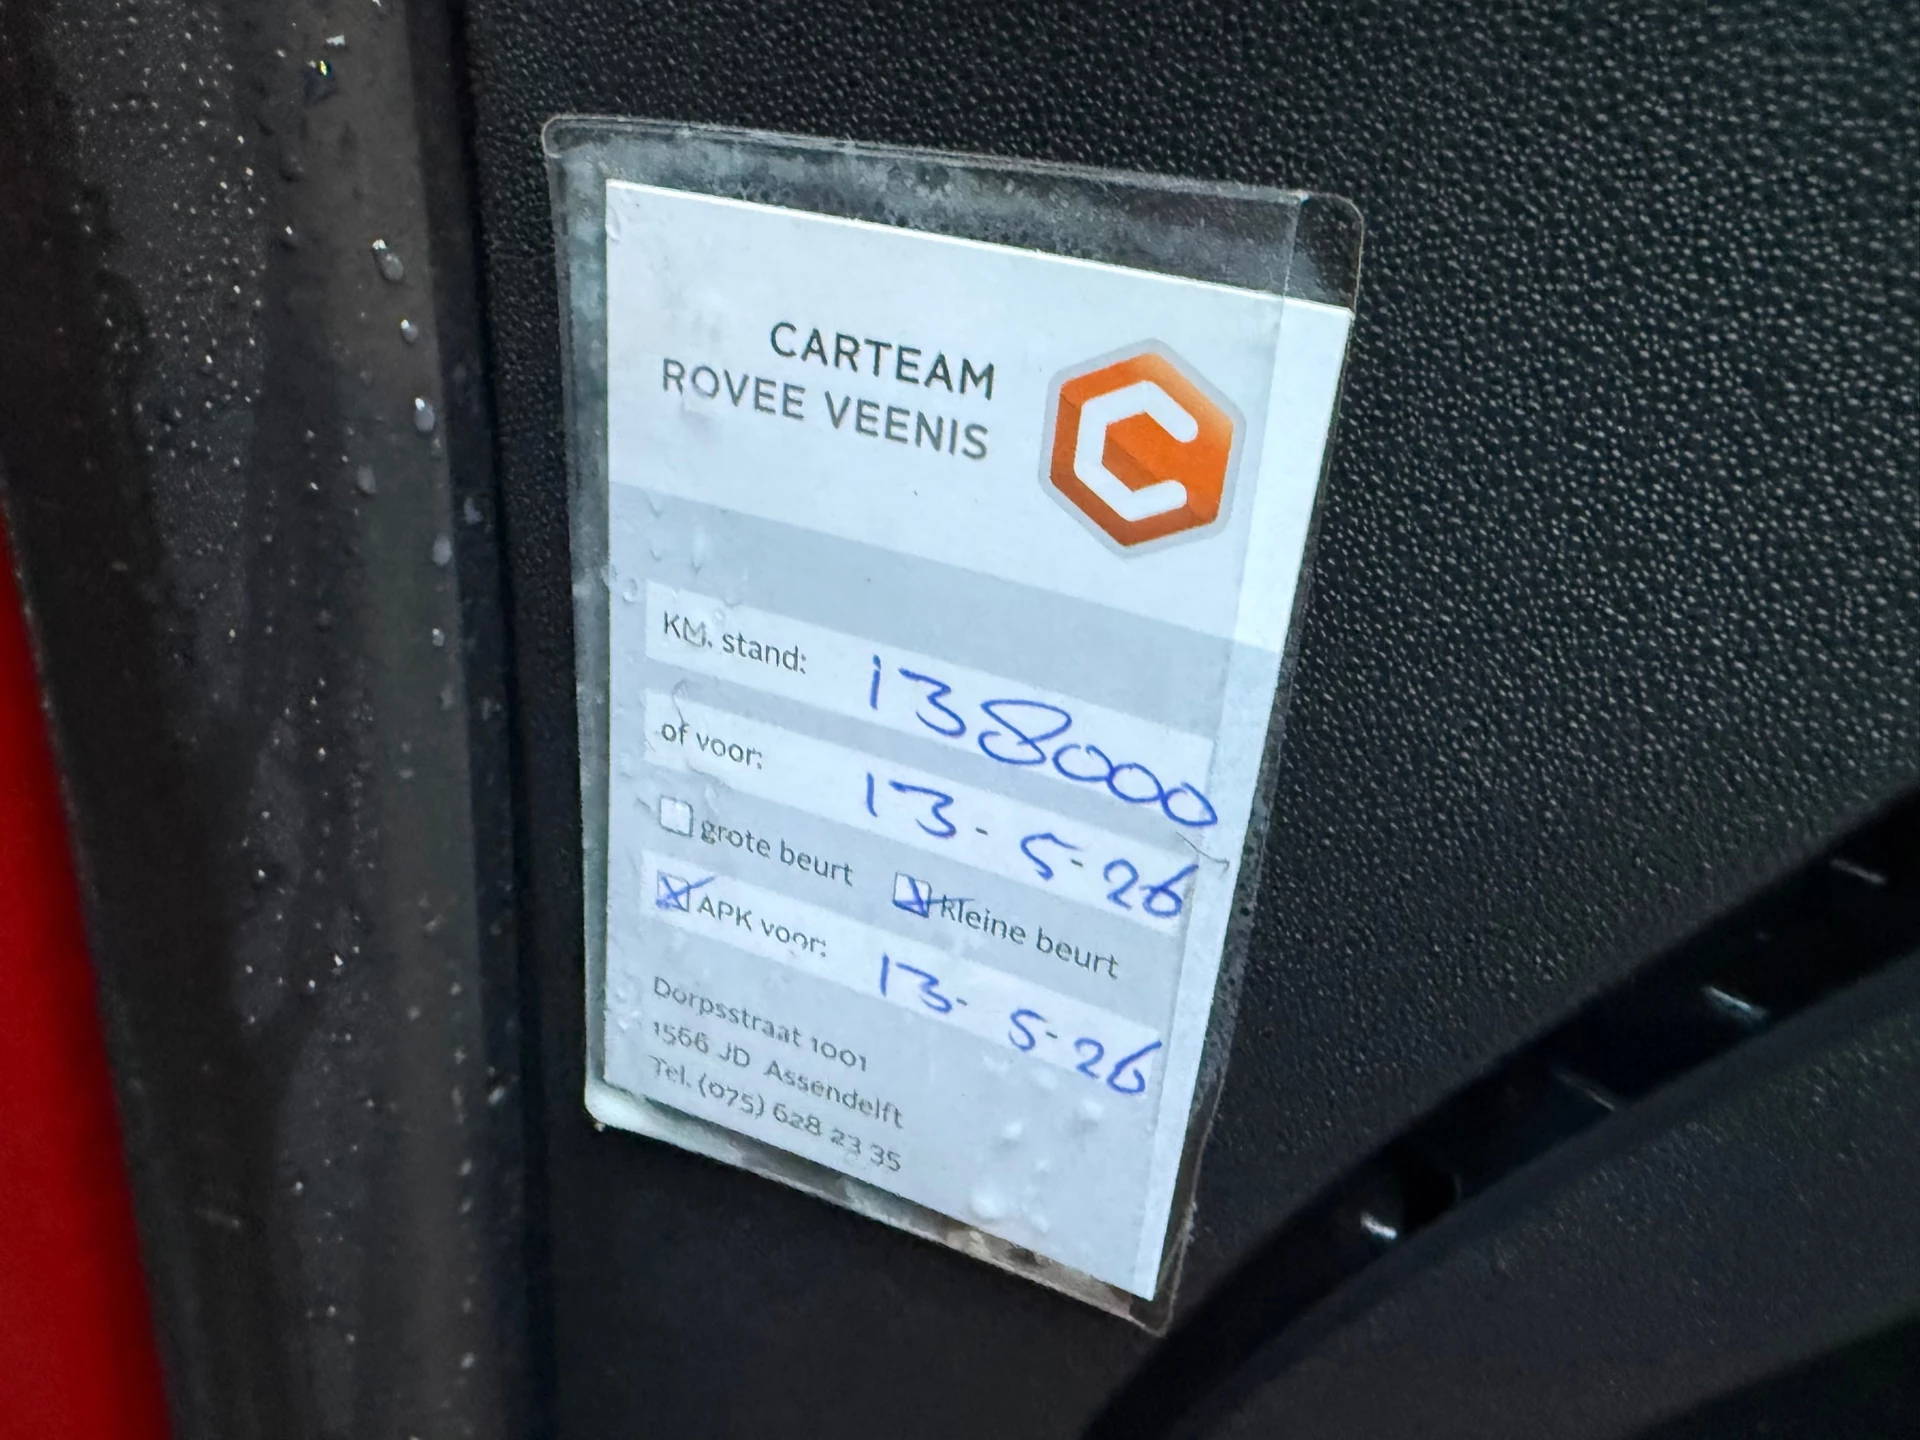 CARTEAM
ROVEE VEENIS
C
KM. stand: 138000
of voor: 13-5-26
grote beurt kleine beurt
APK voor: 13-5-26
Dorpsstraat 1001
1566 JD Assendelft
Tel. (075) 628 23 35